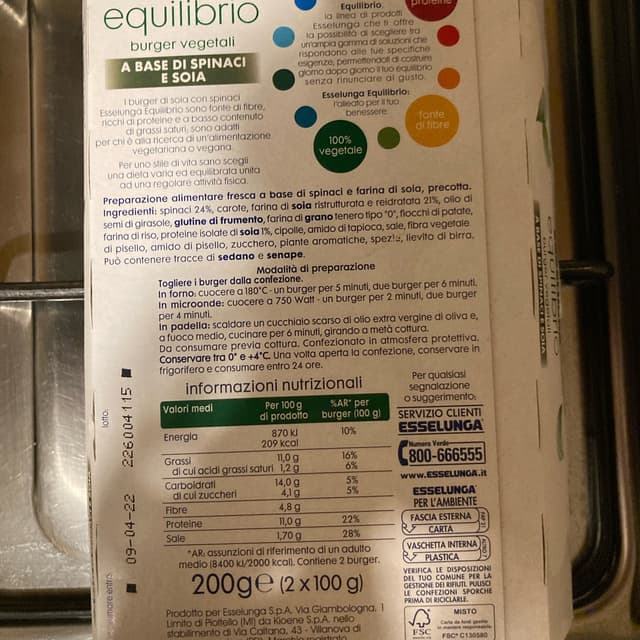 equilibrio
burger vegetali
A BASE DI SPINACI
E SOIA
I burger di soia con spinaci
Esselunga Equilibrio sono fonte di fibre,
ricchi di proteine e a basso contenuto
di grassi saturi; sono adatti
per chi è alla ricerca di un'alimentazione
vegetariana o vegana.
Per uno stile di vita sano scegli
una dieta varia ed equilibrata unita
ad una regolare attività fisica.
Equilibrio,
la linea di prodotti
Esselunga che ti offre
la possibilità di scegliere tra
un'ampia gamma di soluzioni che
rispondono alle tue specifiche
esigenze, permettendoti di costruire
giorno dopo giorno il tuo equilibrio
senza rinunciare al gusto.
Esselunga Equilibrio:
l'alleato per il tuo
benessere.
proteine
fonte
di fibre
100%
vegetale
Preparazione alimentare fresca a base di spinaci e farina di soia, precotta.
Ingredienti: spinaci 24%, carote, farina di soia ristrutturata e reidratata 21%, olio di
semi di girasole, glutine di frumento, farina di grano tenero tipo "0", fiocchi di patate,
farina di riso, proteine isolate di soia 1%, cipolle, amido di tapioca, sale, fibra vegetale
di pisello, amido di pisello, zucchero, piante aromatiche, spezie, lievito di birra.
Può contenere tracce di sedano e senape.
Modalità di preparazione
Togliere i burger dalla confezione.
In forno: cuocere a 180°C - un burger per 5 minuti, due burger per 6 minuti.
In microonde: cuocere a 750 Watt - un burger per 2 minuti, due burger
per 4 minuti.
In padella: scaldare un cucchiaio scarso di olio extra vergine di oliva e,
a fuoco medio, cucinare per 6 minuti, girando a metà cottura.
Da consumare previa cottura. Confezionato in atmosfera protettiva.
Conservare tra 0° e +4°C. Una volta aperta la confezione, conservare in
frigorifero e consumare entro 24 ore.
informazioni nutrizionali
Valori medi Per 100 g di prodotto %AR* per burger (100 g)
Energia 870 kJ 10%
209 kcal
Grassi 11,0 g 16%
di cui acidi grassi saturi 1,2 g 6%
Carboidrati 14,0 g 5%
di cui zuccheri 4,1 g 5%
Fibre 4,8 g
Proteine 11,0 g 22%
Sale 1,70 g 28%
*AR: assunzioni di riferimento di un adulto
medio (8400 kJ/2000 kcal). Contiene 2 burger.
200g e (2 x 100 g)
Prodotto per Esselunga S.p.A. Via Giambologna, 1
Limito di Pioltello (MI) da Kioene S.p.A. nello
stabilimento di Via Caltana, 43 - Villanova di
Per qualsiasi
segnalazione
o suggerimento:
SERVIZIO CLIENTI
ESSELUNGA
Numero Verde
800-666555
www.ESSELUNGA.it
ESSELUNGA
PER L'AMBIENTE
FASCIA ESTERNA
CARTA
VASCHETTA INTERNA
PLASTICA
VERIFICA LE DISPOSIZIONI
DEL TUO COMUNE PER LA
GESTIONE DEI RIFIUTI. PULISCI
LE CONFEZIONI SPORCHE
PRIMA DI RICICLARLE.
FSC
MISTO
FSC® C130580
lotto:
226004115
09-04-22